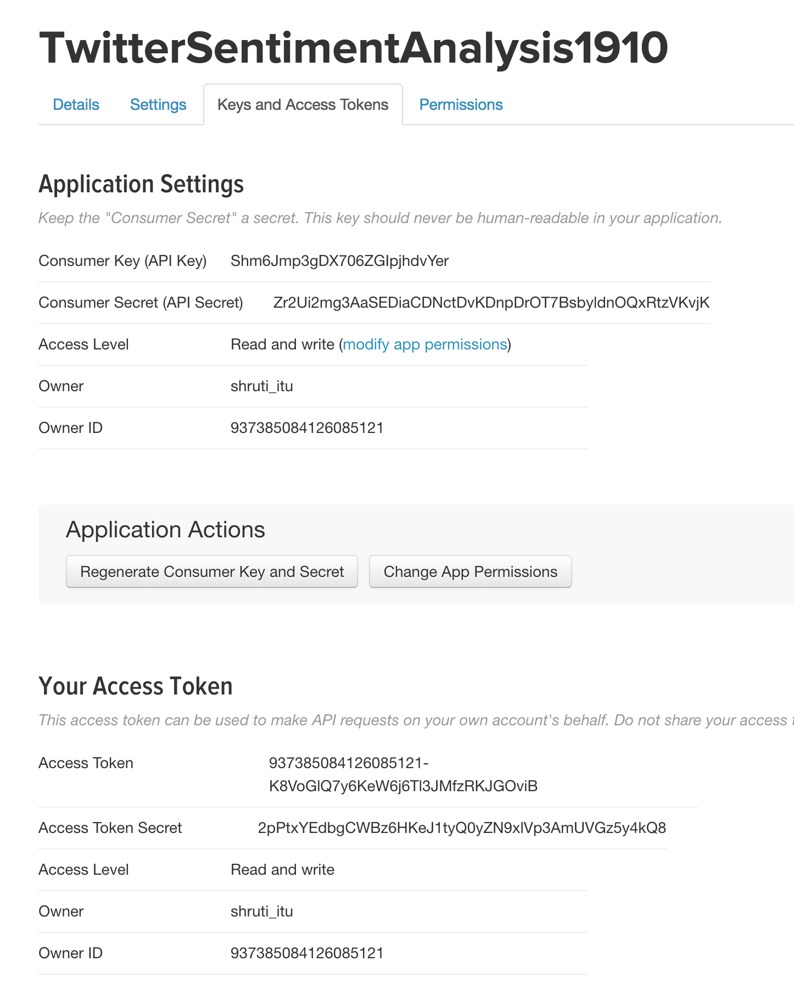 TwitterSentimentAnalysis1910
Details Settings Keys and Access Tokens Permissions
Application Settings
Keep the "Consumer Secret" a secret. This key should never be human-readable in your application.
Consumer Key (API Key) Shm6Jmp3gDX706ZGIpjhdvYer
Consumer Secret (API Secret) Zr2Ui2mg3AaSEDiaCDNctDvKDnpDrOT7BsbyldnOQxRtzVKvjK
Access Level Read and write (modify app permissions)
Owner shruti_itu
Owner ID 937385084126085121
Application Actions
Regenerate Consumer Key and Secret Change App Permissions
Your Access Token
This access token can be used to make API requests on your own account's behalf. Do not share your access
Access Token 937385084126085121-
K8VoGlQ7y6KeW6j6Tl3JMfzRKJGOviB
Access Token Secret 2pPtxYEdbgCWBz6HKeJ1tyQ0yZN9xlVp3AmUVGz5y4kQ8
Access Level Read and write
Owner shruti_itu
Owner ID 937385084126085121